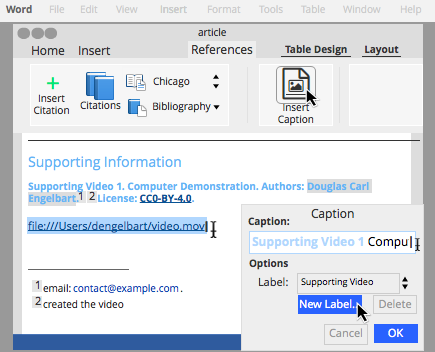 Word File Edit View Insert Format Tools Table Window Help
article
Home Insert References Table Design Layout
+ Insert Citation
Citations
Chicago
Bibliography
Insert Caption
Supporting Information
Supporting Video 1. Computer Demonstration. Authors: Douglas Carl
Engelbart.1 2 License: CC0-BY-4.0.
file:///Users/dengelbart/video.mov
1 email: contact@example.com .
2 created the video
Caption
Caption:
Supporting Video 1 Compu
Options
Label: Supporting Video
New Label... Delete
Cancel OK